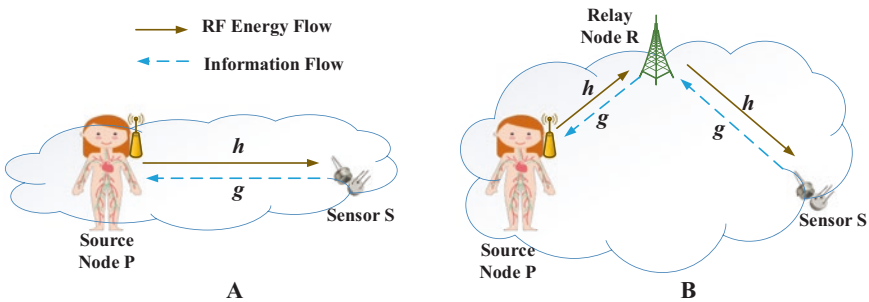 RF Energy Flow
Information Flow
h
g
Sensor S
Source
Node P
A
Relay
Node R
h
g
h
g
Sensor S
Source
Node P
B